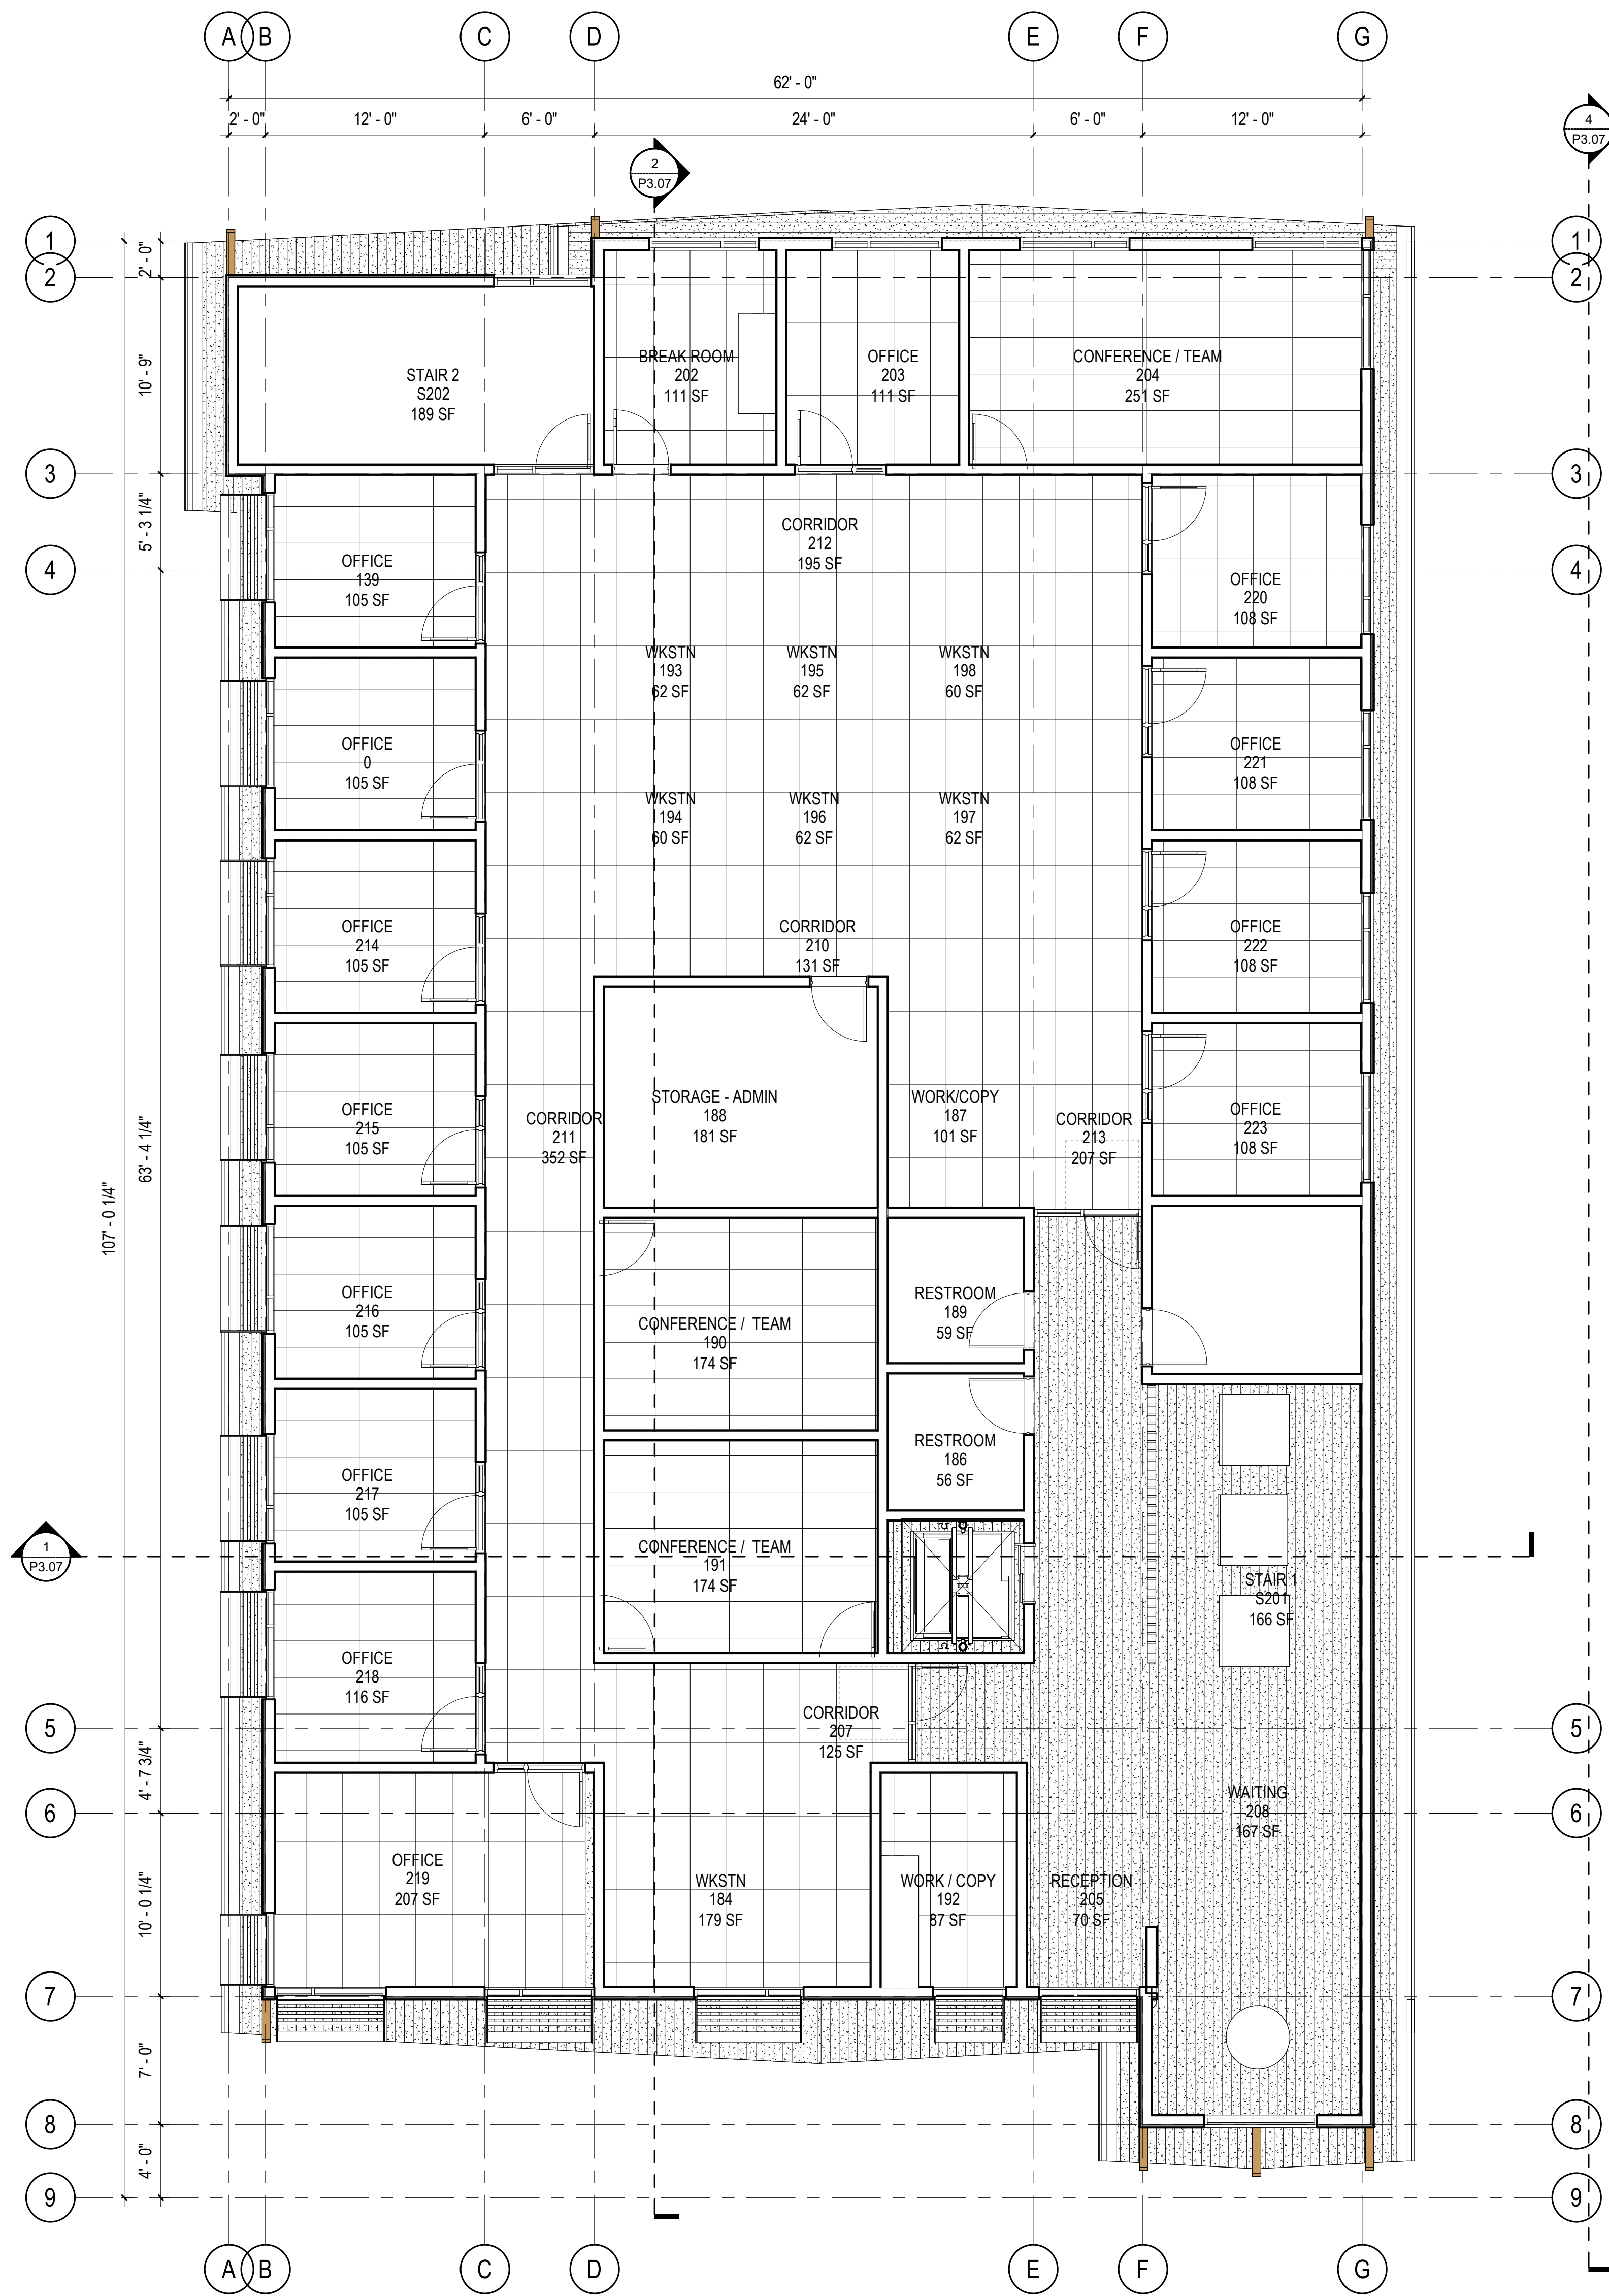 A B C D E F G
62' - 0"
2' - 0" 12' - 0" 6' - 0" 24' - 0" 6' - 0" 12' - 0"
4
P3.07
2
P3.07
1 1
2 2
2' - 0"
10' - 9"
BREAK ROOM
202
111 SF
OFFICE
203
111 SF
CONFERENCE / TEAM
204
251 SF
STAIR 2
S202
189 SF
3 3
5' - 3 1/4"
CORRIDOR
212
195 SF
4 4
OFFICE
139
105 SF
OFFICE
220
108 SF
WKSTN
193
62 SF
WKSTN
195
62 SF
WKSTN
198
60 SF
OFFICE
0
105 SF
OFFICE
221
108 SF
WKSTN
194
60 SF
WKSTN
196
62 SF
WKSTN
197
62 SF
OFFICE
214
105 SF
CORRIDOR
210
131 SF
OFFICE
222
108 SF
107' - 0 1/4"
63' - 4 1/4"
OFFICE
215
105 SF
CORRIDOR
211
352 SF
STORAGE - ADMIN
188
181 SF
WORK/COPY
187
101 SF
CORRIDOR
213
207 SF
OFFICE
223
108 SF
OFFICE
216
105 SF
CONFERENCE / TEAM
190
174 SF
RESTROOM
189
59 SF
OFFICE
217
105 SF
RESTROOM
186
56 SF
1
P3.07
CONFERENCE / TEAM
191
174 SF
STAIR 1
S201
166 SF
OFFICE
218
116 SF
CORRIDOR
207
125 SF
5 5
4' - 7 3/4"
6 6
WAITING
208
167 SF
10' - 0 1/4"
OFFICE
219
207 SF
WKSTN
184
179 SF
WORK / COPY
192
87 SF
RECEPTION
205
70 SF
7 7
7' - 0"
8 8
4' - 0"
9 9
A B C D E F G